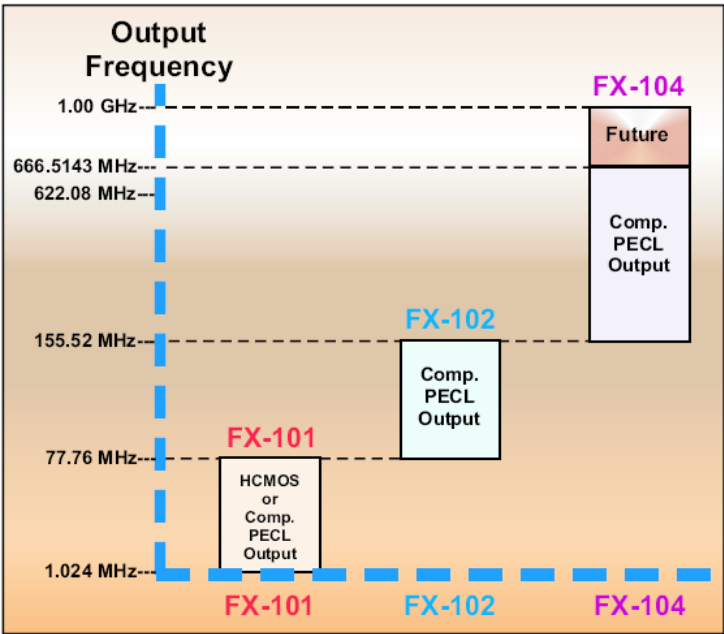 Output
Frequency
FX-104
1.00 GHz
Future
666.5143 MHz
622.08 MHz
Comp.
PECL
Output
FX-102
155.52 MHz
Comp.
PECL
Output
FX-101
77.76 MHz
HCMOS
or
Comp.
PECL
Output
1.024 MHz
FX-101
FX-102
FX-104